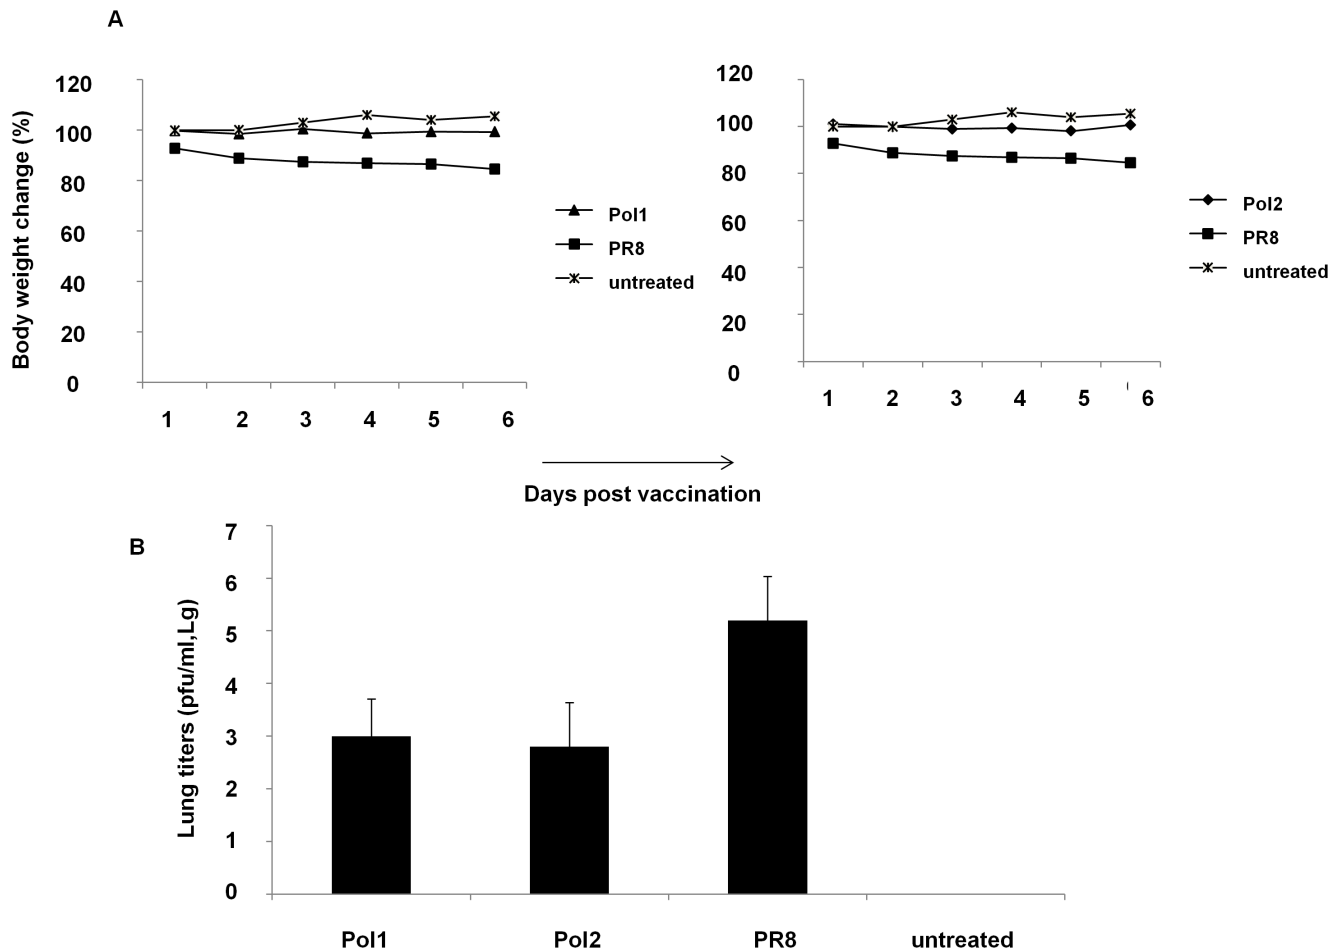 A
Body weight change (%)
120
100
80
60
40
20
0
1 2 3 4 5 6
Pol1
PR8
untreated
120
100
80
60
40
20
0
1 2 3 4 5 6
Pol2
PR8
untreated
Days post vaccination
B
Lung titers (pfu/ml,Lg)
7
6
5
4
3
2
1
0
Pol1 Pol2 PR8 untreated